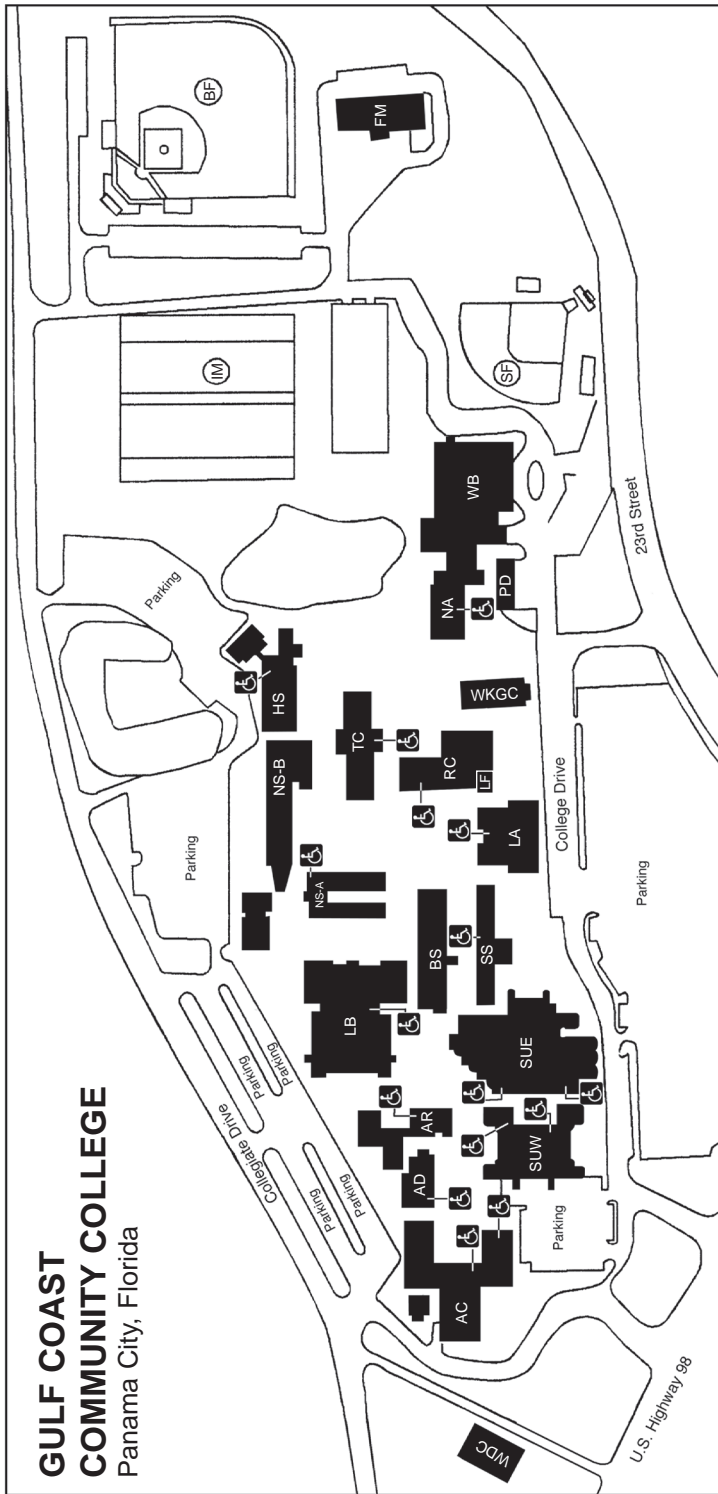 GULF COAST
COMMUNITY COLLEGE
Panama City, Florida
Collegiate Drive
Parking
Parking
Parking
Parking
Parking
Parking
BF
IM
FM
HS
NS-B
NS-A
TC
LB
AR
AD
AC
WDC
BS
SS
RC
LF
LA
WKGC
NA
PD
WB
SF
SUE
SUW
Parking
Parking
College Drive
23rd Street
U.S. Highway 98